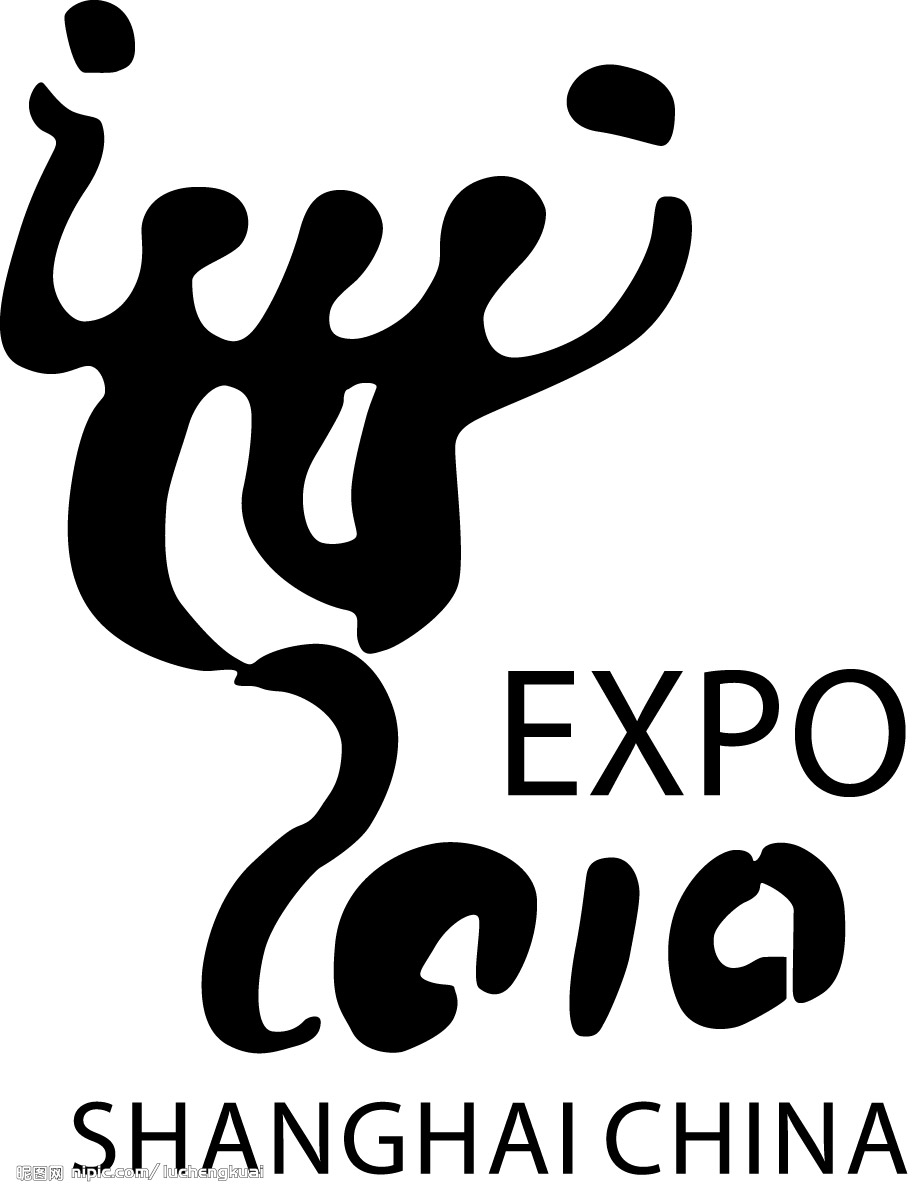 EXPO
2010
SHANGHAI CHINA
昵图网 nipic.com/luchengkuai